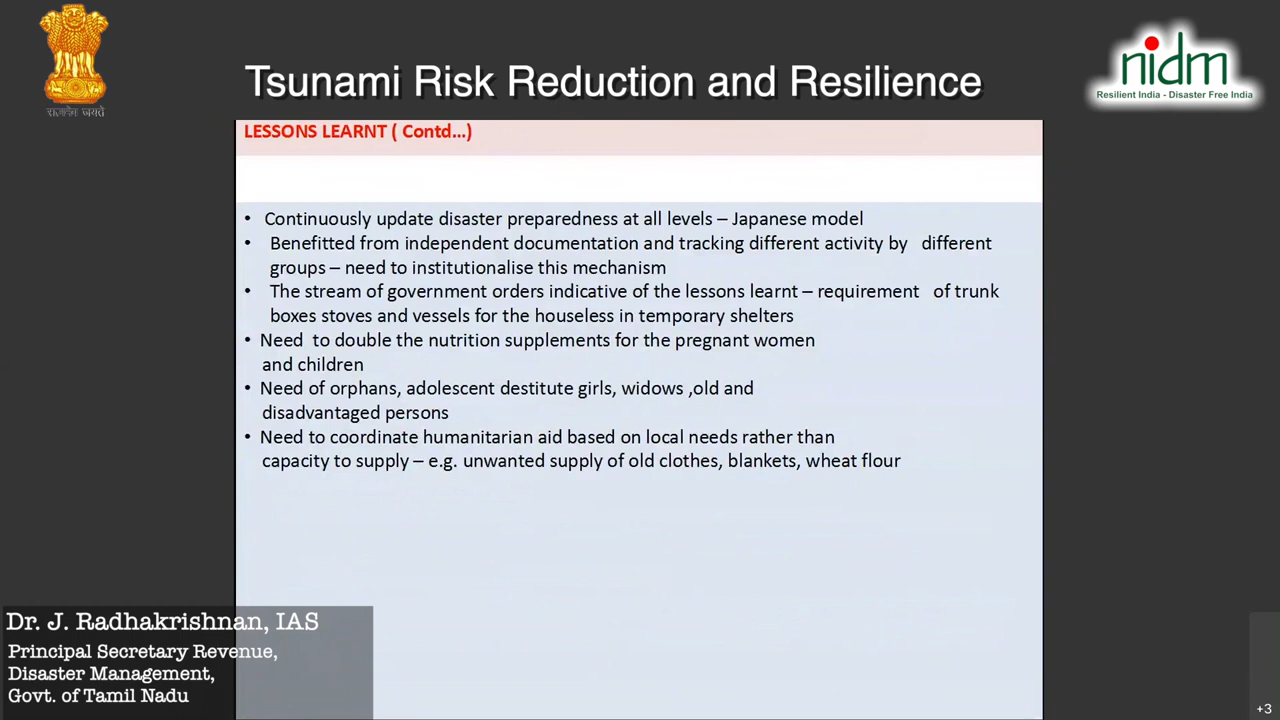 सत्यमेव जयते
Tsunami Risk Reduction and Resilience
nidm
Resilient India - Disaster Free India
LESSONS LEARNT ( Contd...)
• Continuously update disaster preparedness at all levels – Japanese model
• Benefitted from independent documentation and tracking different activity by different
groups – need to institutionalise this mechanism
• The stream of government orders indicative of the lessons learnt – requirement of trunk
boxes stoves and vessels for the houseless in temporary shelters
• Need to double the nutrition supplements for the pregnant women
and children
• Need of orphans, adolescent destitute girls, widows ,old and
disadvantaged persons
• Need to coordinate humanitarian aid based on local needs rather than
capacity to supply – e.g. unwanted supply of old clothes, blankets, wheat flour
Dr. J. Radhakrishnan, IAS
Principal Secretary Revenue,
Disaster Management,
Govt. of Tamil Nadu
+3